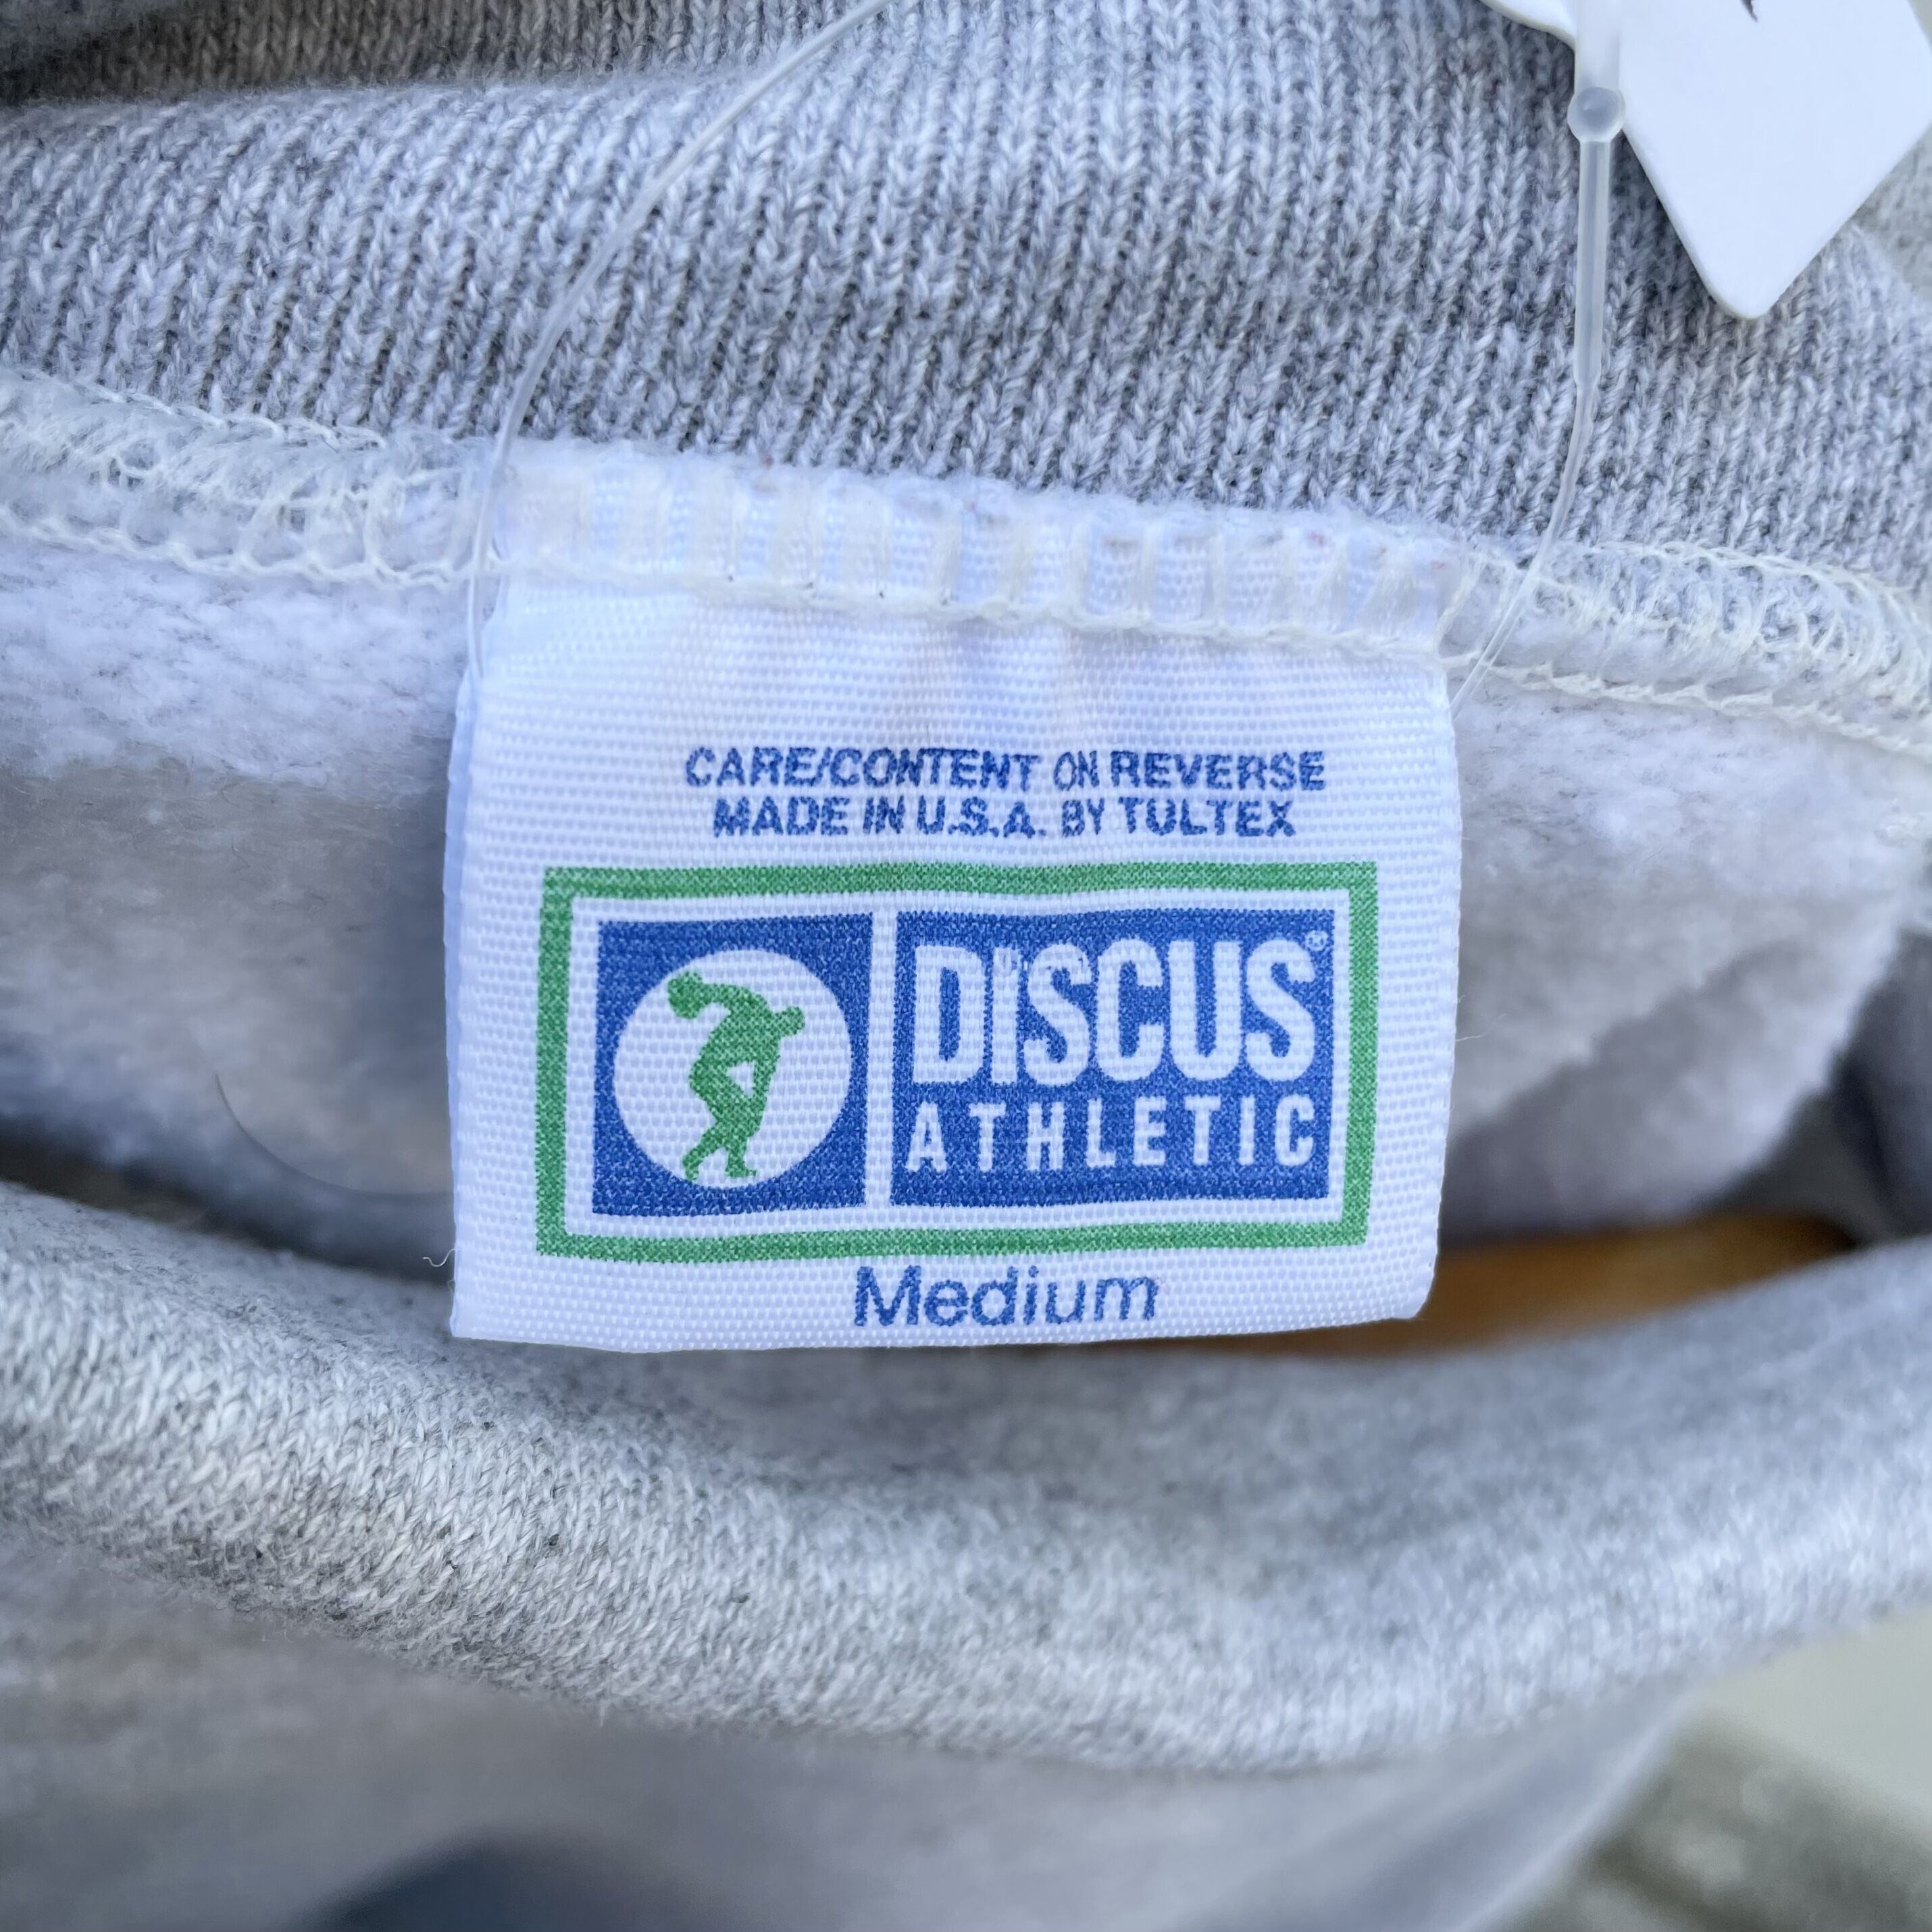 CARE/CONTENT ON REVERSE
MADE IN U.S.A. BY TULTEX
DISCUS®
ATHLETIC
Medium